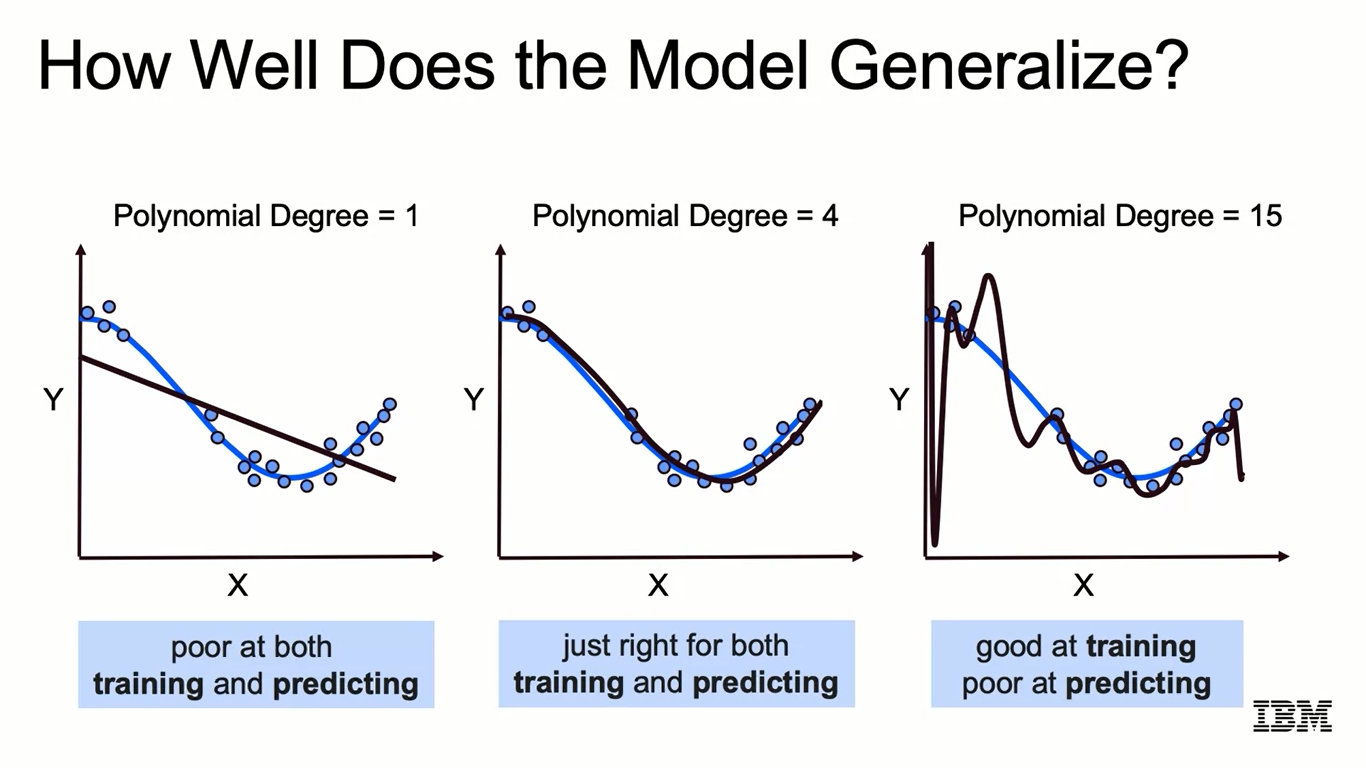 How Well Does the Model Generalize?
Polynomial Degree = 1
Y
X
poor at both
training and predicting
Polynomial Degree = 4
Y
X
just right for both
training and predicting
Polynomial Degree = 15
Y
X
good at training
poor at predicting
IBM